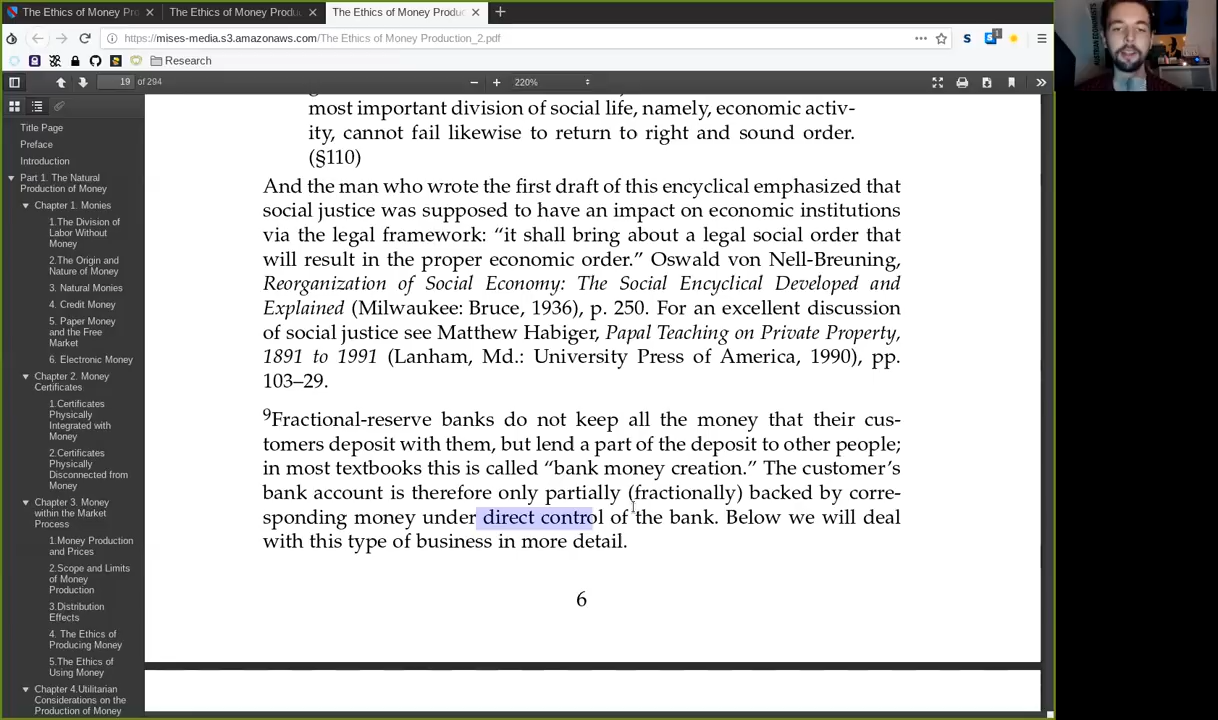 The Ethics of Money Pro
The Ethics of Money Produ
The Ethics of Money Produ
https://mises-media.s3.amazonaws.com/The Ethics of Money Production_2.pdf
S
1
Research
19 of 294
220%
Title Page
Preface
Introduction
Part 1. The Natural
Production of Money
Chapter 1. Monies
1.The Division of
Labor Without
Money
2.The Origin and
Nature of Money
3. Natural Monies
4. Credit Money
5. Paper Money
and the Free
Market
6. Electronic Money
Chapter 2. Money
Certificates
1.Certificates
Physically
Integrated with
Money
2.Certificates
Physically
Disconnected from
Money
Chapter 3. Money
within the Market
Process
1.Money Production
and Prices
2.Scope and Limits
of Money
Production
3.Distribution
Effects
4. The Ethics of
Producing Money
5.The Ethics of
Using Money
Chapter 4.Utilitarian
Considerations on the
Production of Money
most important division of social life, namely, economic activ-
ity, cannot fail likewise to return to right and sound order.
(§110)
And the man who wrote the first draft of this encyclical emphasized that
social justice was supposed to have an impact on economic institutions
via the legal framework: “it shall bring about a legal social order that
will result in the proper economic order.” Oswald von Nell-Breuning,
Reorganization of Social Economy: The Social Encyclical Developed and
Explained (Milwaukee: Bruce, 1936), p. 250. For an excellent discussion
of social justice see Matthew Habiger, Papal Teaching on Private Property,
1891 to 1991 (Lanham, Md.: University Press of America, 1990), pp.
103–29.
9Fractional-reserve banks do not keep all the money that their cus-
tomers deposit with them, but lend a part of the deposit to other people;
in most textbooks this is called “bank money creation.” The customer’s
bank account is therefore only partially (fractionally) backed by corre-
sponding money under direct control of the bank. Below we will deal
with this type of business in more detail.
6